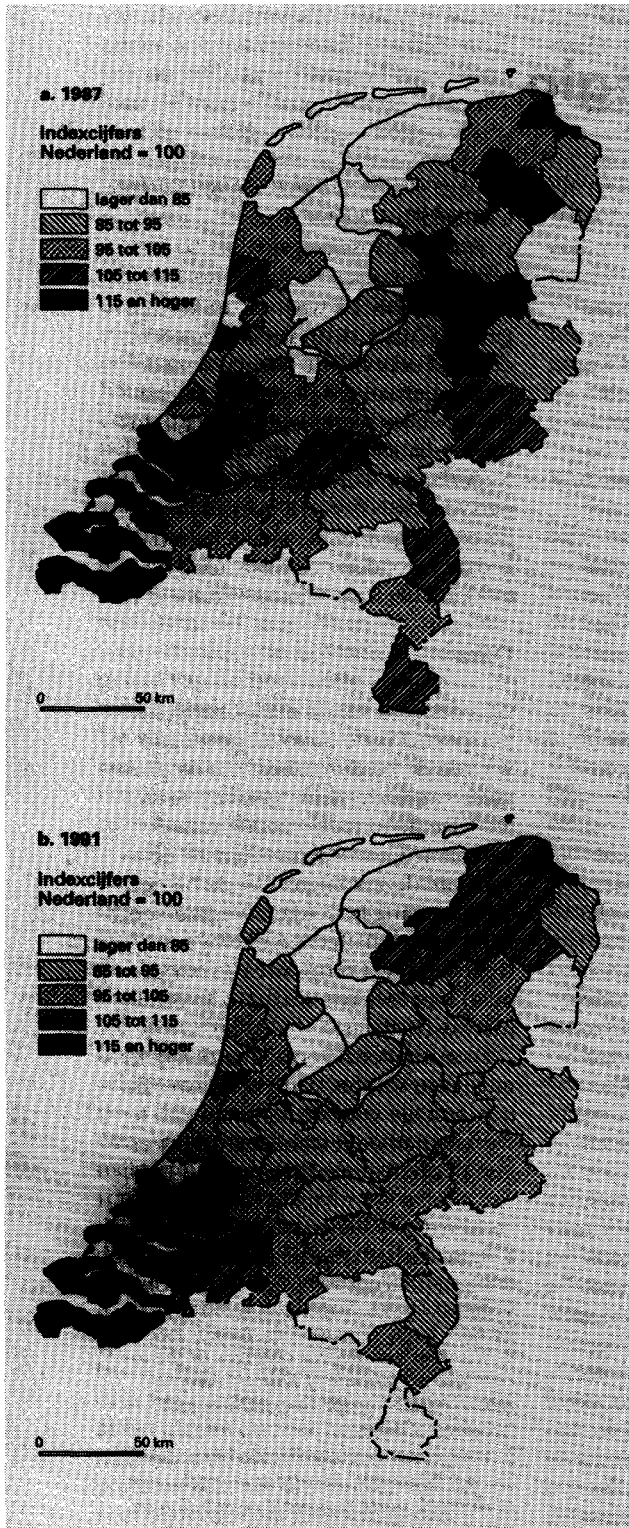 a. 1987
Indexcijfers
Nederland = 100
lager dan 85
85 tot 95
95 tot 105
105 tot 115
115 en hoger
0 50 km
b. 1991
Indexcijfers
Nederland = 100
lager dan 85
85 tot 95
95 tot 105
105 tot 115
115 en hoger
0 50 km